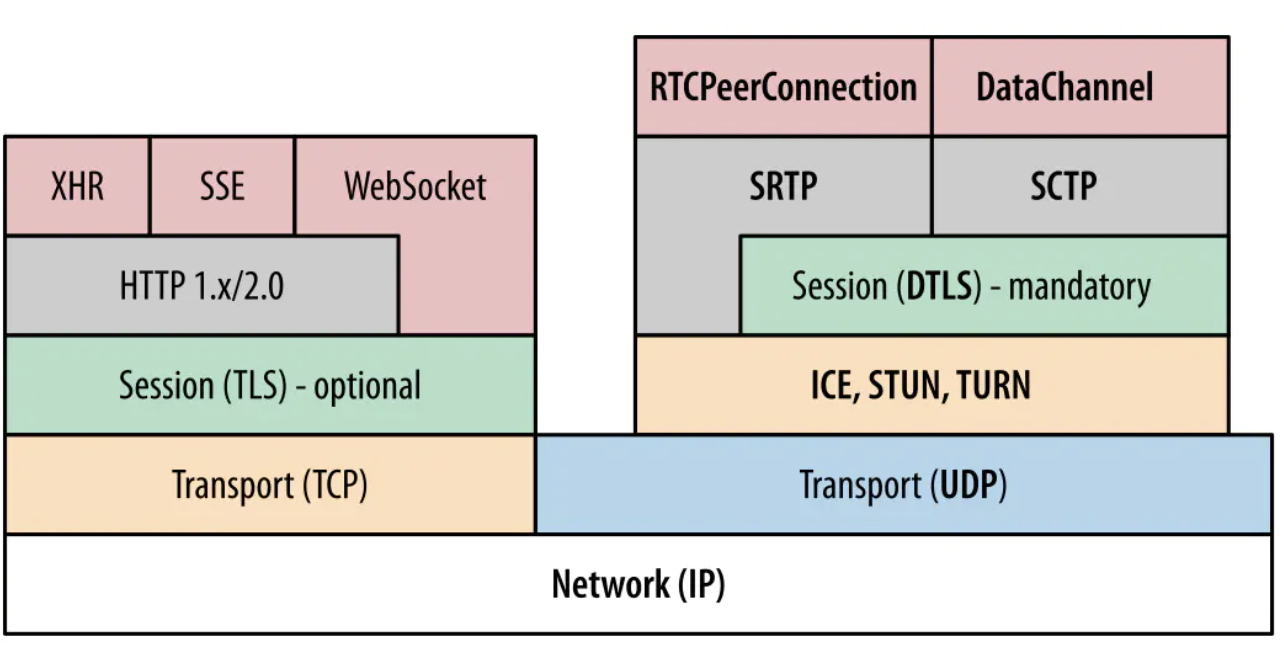 RTCPeerConnection
DataChannel
XHR
SSE
WebSocket
SRTP
SCTP
HTTP 1.x/2.0
Session (DTLS) - mandatory
Session (TLS) - optional
ICE, STUN, TURN
Transport (TCP)
Transport (UDP)
Network (IP)